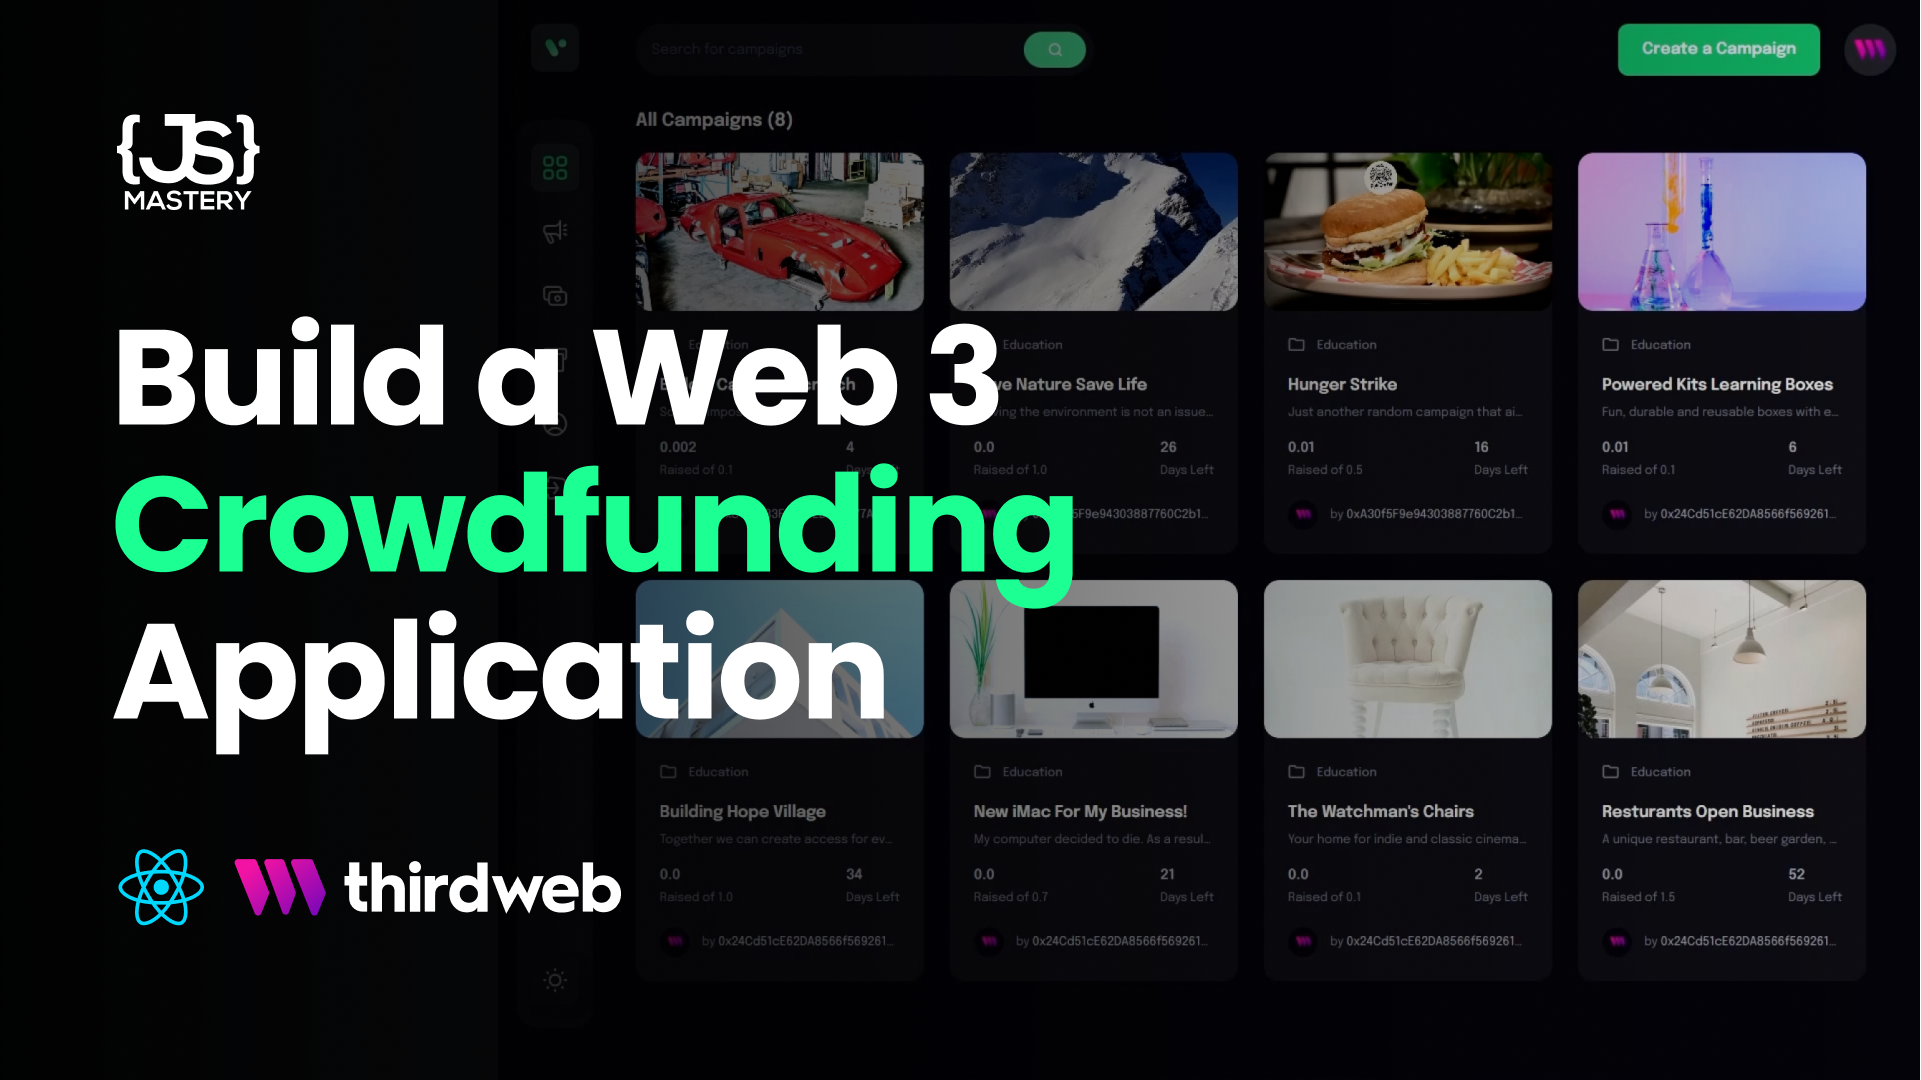 {JS}
MASTERY
Build a Web 3
Crowdfunding
Application
thirdweb
Search for campaigns
Create a Campaign
All Campaigns (8)
Education
0.002
4
Raised of 0.1
Days Left
Education
Nature Save Life
the environment is not an issue...
0.0
26
Raised of 1.0
Days Left
5F9e94303887760C2b1...
Education
Hunger Strike
Just another random campaign that ai...
0.01
16
Raised of 0.5
Days Left
by 0xA30f5F9e94303887760C2b1...
Education
Powered Kits Learning Boxes
Fun, durable and reusable boxes with e...
0.01
6
Raised of 0.1
Days Left
by 0x24Cd51cE62DA8566f569261...
Education
Building Hope Village
Together we can create access for ev...
0.0
34
Raised of 1.0
Days Left
by 0x24Cd51cE62DA8566f569261...
Education
New iMac For My Business!
My computer decided to die. As a resul...
0.0
21
Raised of 0.7
Days Left
by 0x24Cd51cE62DA8566f569261...
Education
The Watchman's Chairs
Your home for indie and classic cinema...
0.0
2
Raised of 0.1
Days Left
by 0x24Cd51cE62DA8566f569261...
Education
Resturants Open Business
A unique restaurant, bar, beer garden, ...
0.0
52
Raised of 1.5
Days Left
by 0x24Cd51cE62DA8566f569261...